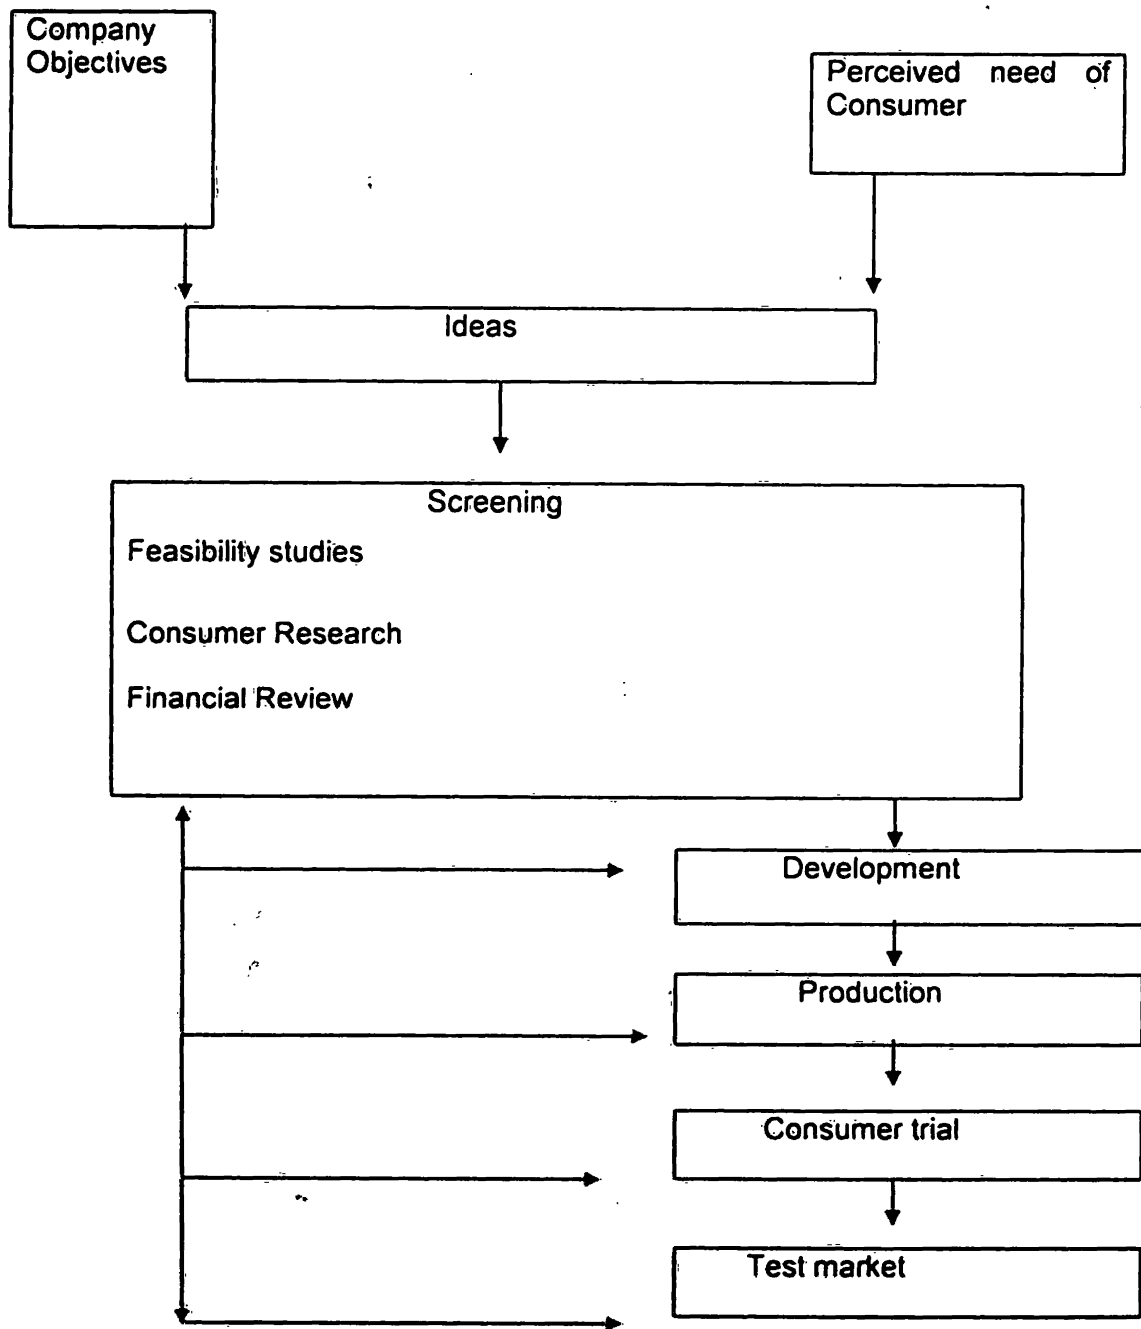 Company
Objectives
Perceived need of
Consumer
Ideas
Screening
Feasibility studies
Consumer Research
Financial Review
Development
Production
Consumer trial
Test market